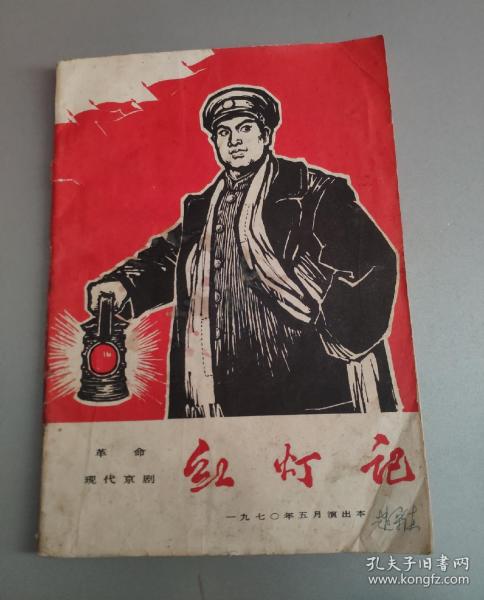 革命
现代京剧
红灯记
一九七〇年五月演出本
孔夫子旧书网
www.kongfz.com